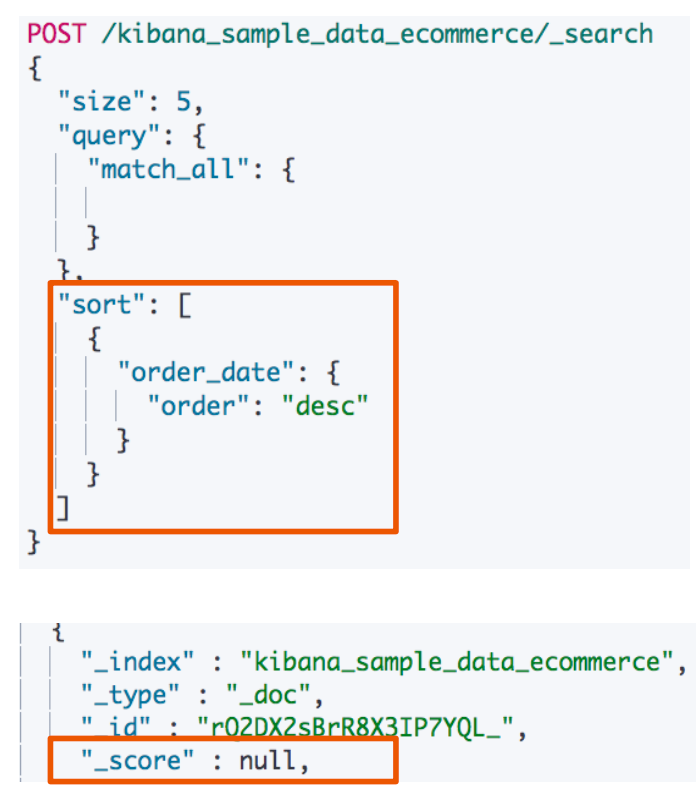 POST /kibana_sample_data_ecommerce/_search
{
  "size": 5,
  "query": {
    "match_all": {

    }
  },
  "sort": [
    {
      "order_date": {
        "order": "desc"
      }
    }
  ]
}
{
  "_index" : "kibana_sample_data_ecommerce",
  "_type" : "_doc",
  "_id" : "rO2DX2sBrR8X3IP7YQL_",
  "_score" : null,